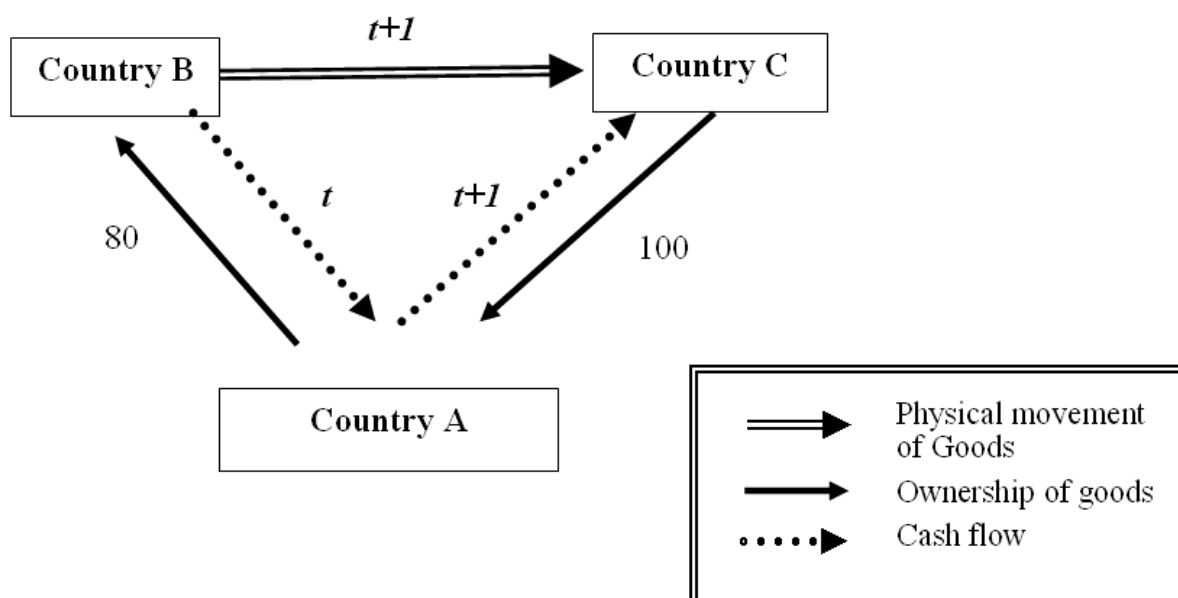 t+1
Country B
Country C
t
t+1
80
100
Country A
Physical movement
of Goods
Ownership of goods
Cash flow